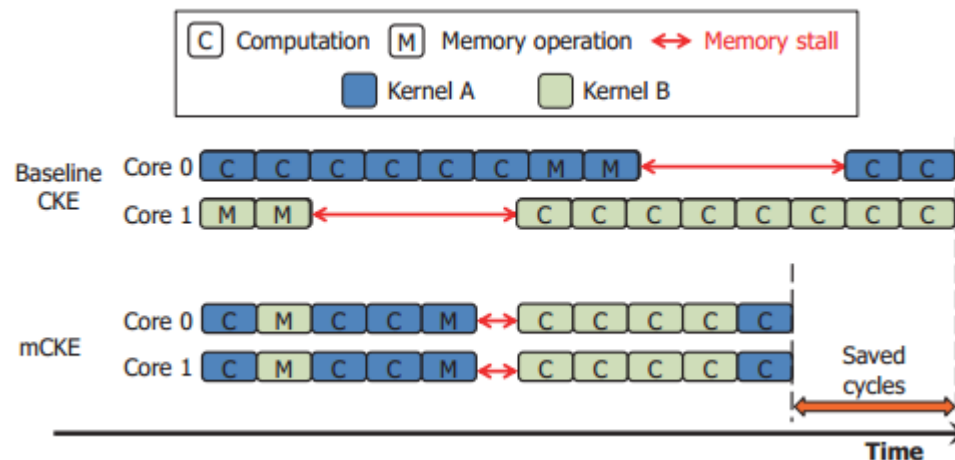 C Computation M Memory operation Memory stall
Kernel A Kernel B
Baseline CKE
Core 0 C C C C C C M M C C
Core 1 M M C C C C C C C C
mCKE
Core 0 C M C C M C C C C C
Core 1 C M C C M C C C C C
Saved
cycles
Time